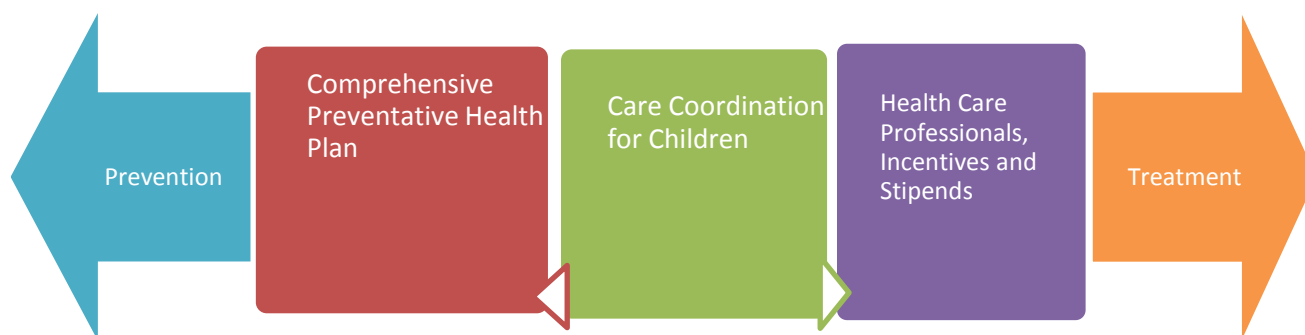 Prevention
Comprehensive
Preventative Health
Plan
Care Coordination
for Children
Health Care
Professionals,
Incentives and
Stipends
Treatment